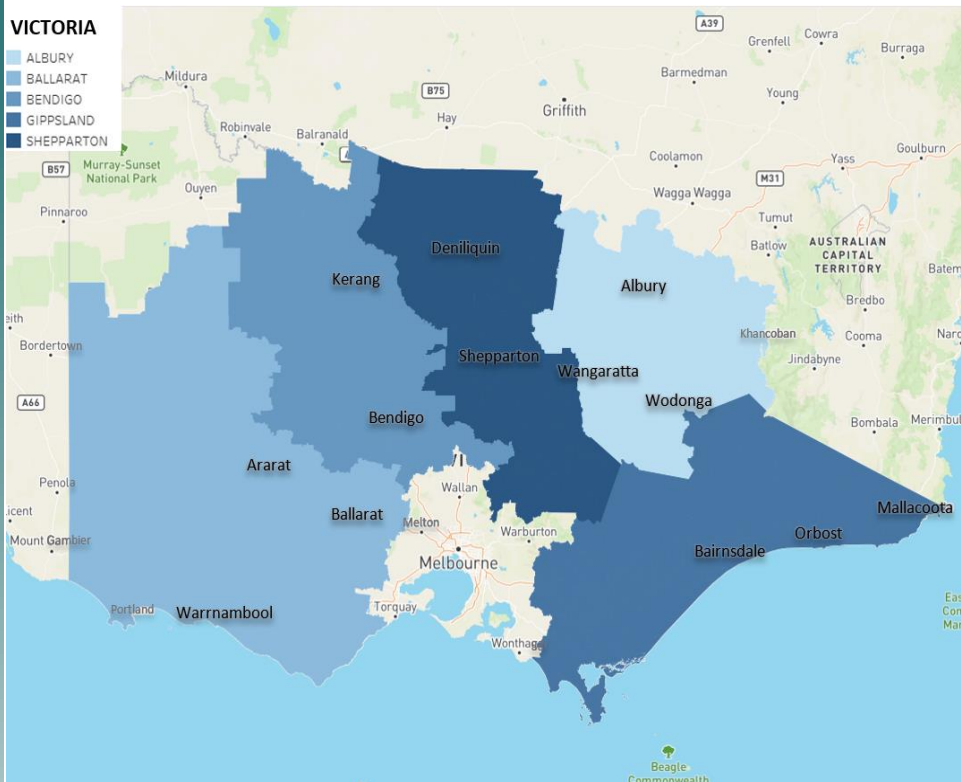 VICTORIA
ALBURY
BALLARAT
BENDIGO
GIPPSLAND
SHEPPARTON
A39
Grenfell
Cowra
Burraga
Mildura
Barmedman
B75
Young
Griffith
Hay
Robinvale
Balranald
Goulburn
Coolamon
Yass
Murray-Sunset
National Park
B57
M31
Ouyen
Wagga Wagga
Pinnaroo
Tumut
Batlow
AUSTRALIAN
CAPITAL
TERRITORY
Deniliquin
Kerang
Albury
Batem
Bredbo
Khancoban
Cooma
Bordertown
Shepparton
Jindabyne
Wangaratta
A66
Wodonga
Bendigo
Bombala
Merimbul
Ararat
Penola
Wallan
Ballarat
Melton
Mallacoota
Warburton
Orbost
Mount Gambier
Bairnsdale
Melbourne
Portland
Warrnambool
Torquay
Wonthagg
Beagle
Commonwealth